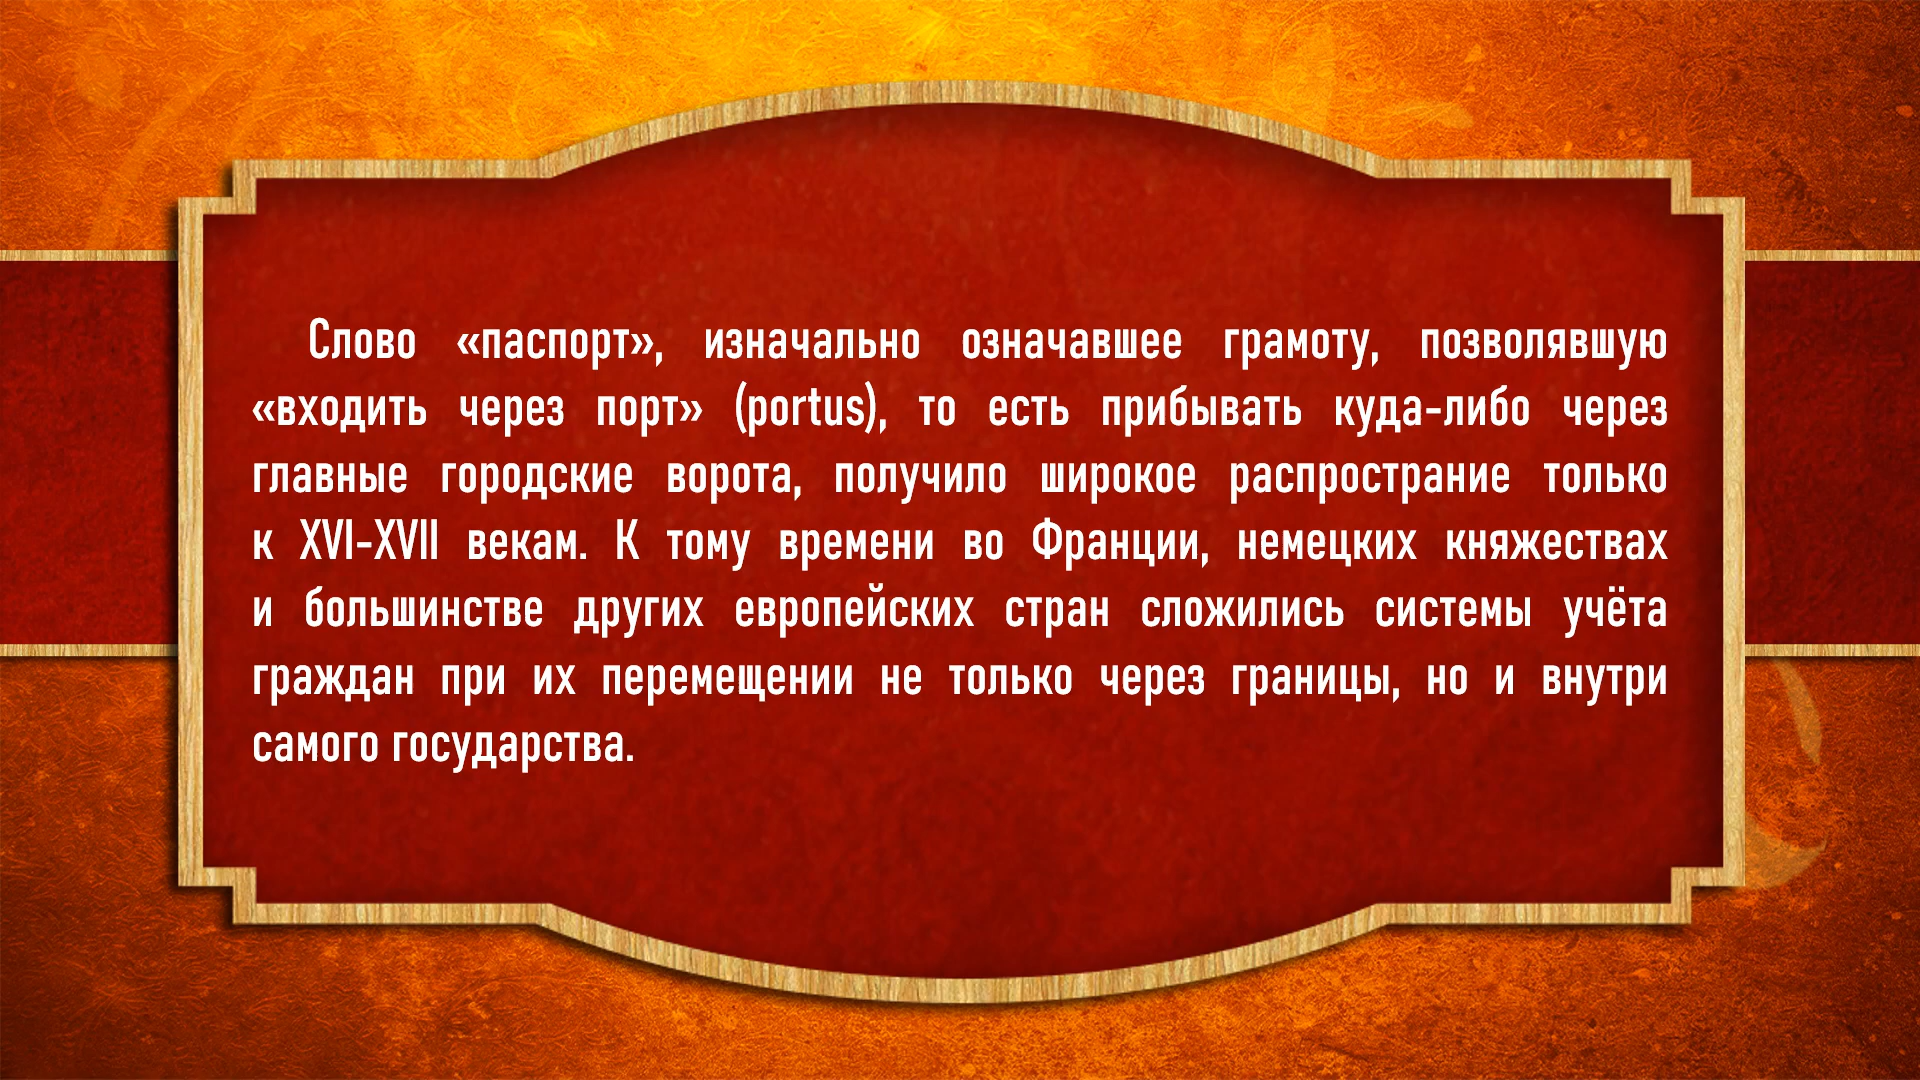 Слово «паспорт», изначально означавшее грамоту, позволявшую
«входить через порт» (portus), то есть прибывать куда-либо через
главные городские ворота, получило широкое распространие только
к XVI-XVII векам. К тому времени во Франции, немецких княжествах
и большинстве других европейских стран сложились системы учёта
граждан при их перемещении не только через границы, но и внутри
самого государства.